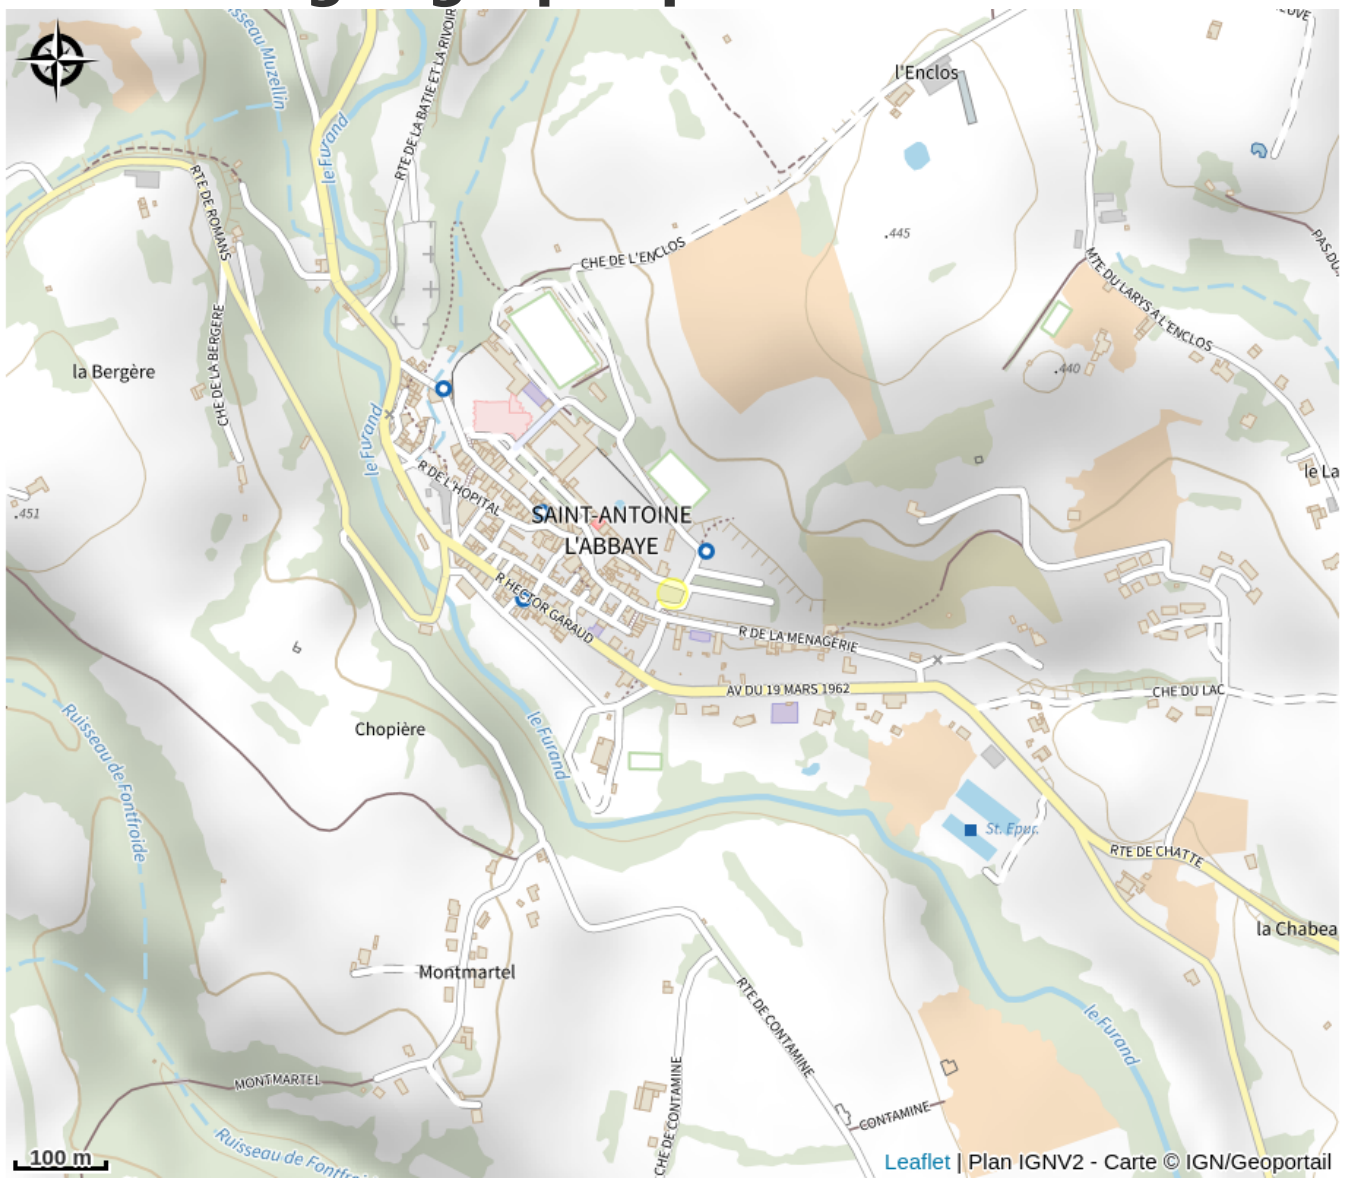 Ruisseau Muzellin
le Furand
RTE DE LA BATIE ET LA RIVOIR
l'Enclos
RTE DE ROMANS
445
CHE DE L'ENCLOS
PAS DU
MTE DU LARYS A L'ENCLOS
la Bergère
CHE DE LA BERGERE
440
le Furand
R DE L'HOPITAL
le La
451
SAINT-ANTOINE
L'ABBAYE
R HECTOR GARAUD
R DE LA MENAGERIE
AV DU 19 MARS 1962
CHE DU LAC
Ruisseau de Fontfroide
Chopière
le Furand
St. Epur.
RTE DE CHATTE
la Chabea
Montmartel
RTE DE CONTAMINE
le Furand
MONTMARTEL
CHE DE CONTAMINE
CONTAMINE
Ruisseau de Fontfroi
100 m
Leaflet | Plan IGNV2 - Carte © IGN/Geoportail